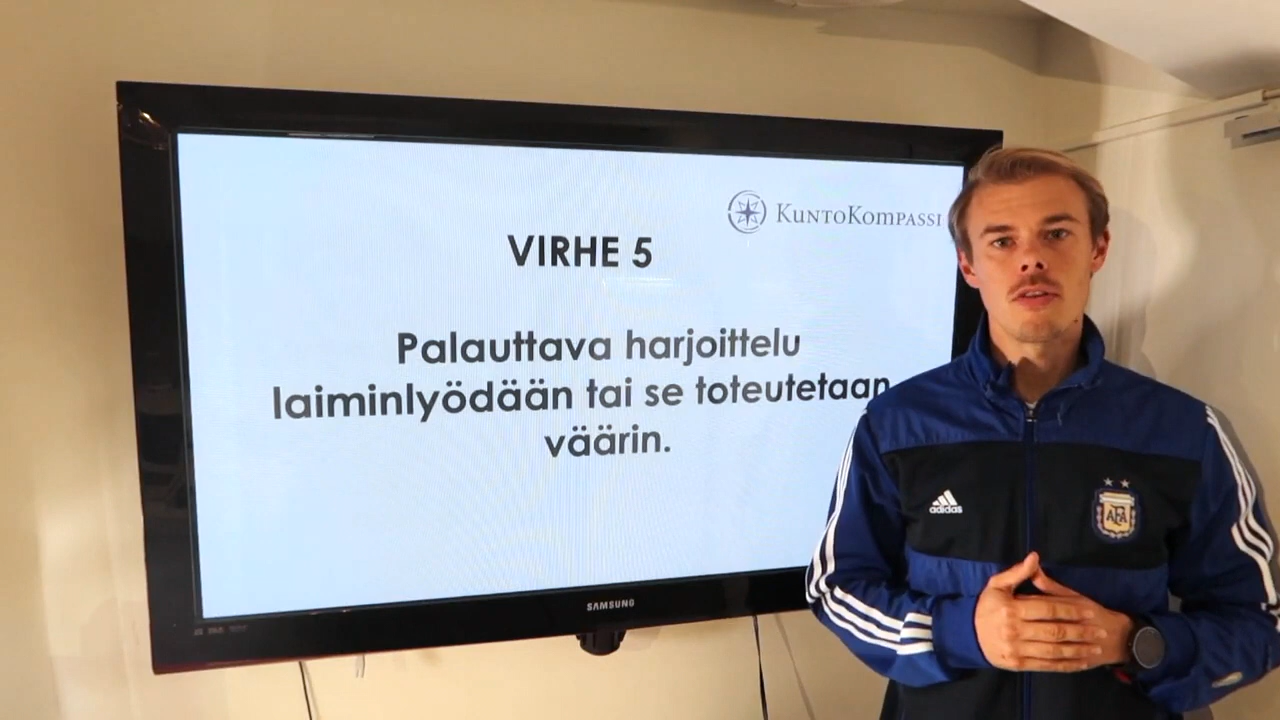 KUNTOKOMPASSI
VIRHE 5
Palauttava harjoittelu
laiminlyödään tai se toteutetaan
väärin.
SAMSUNG
adidas
AFA